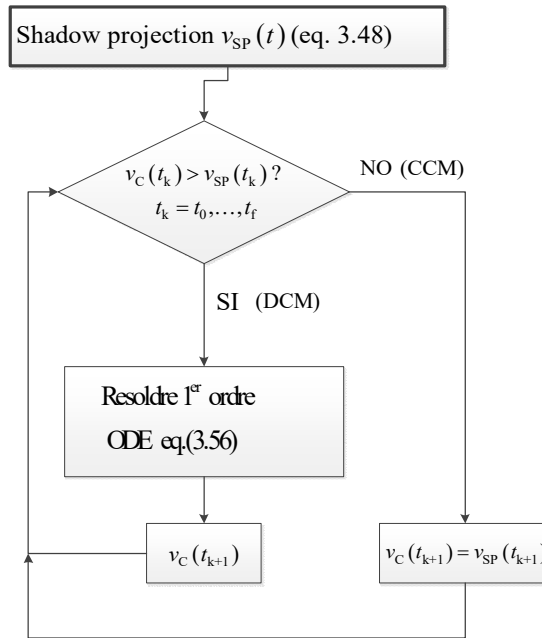 Shadow projection v_SP(t) (eq. 3.48)
v_C(t_k) > v_SP(t_k) ?
t_k = t_0,…,t_f
NO (CCM)
SI (DCM)
Resoldre 1^er ordre
ODE eq.(3.56)
v_C(t_k+1)
v_C(t_k+1) = v_SP(t_k+1)